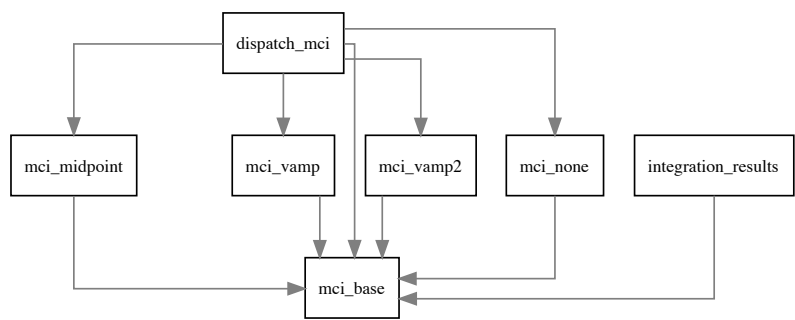 dispatch_mci
mci_midpoint
mci_vamp
mci_vamp2
mci_none
integration_results
mci_base